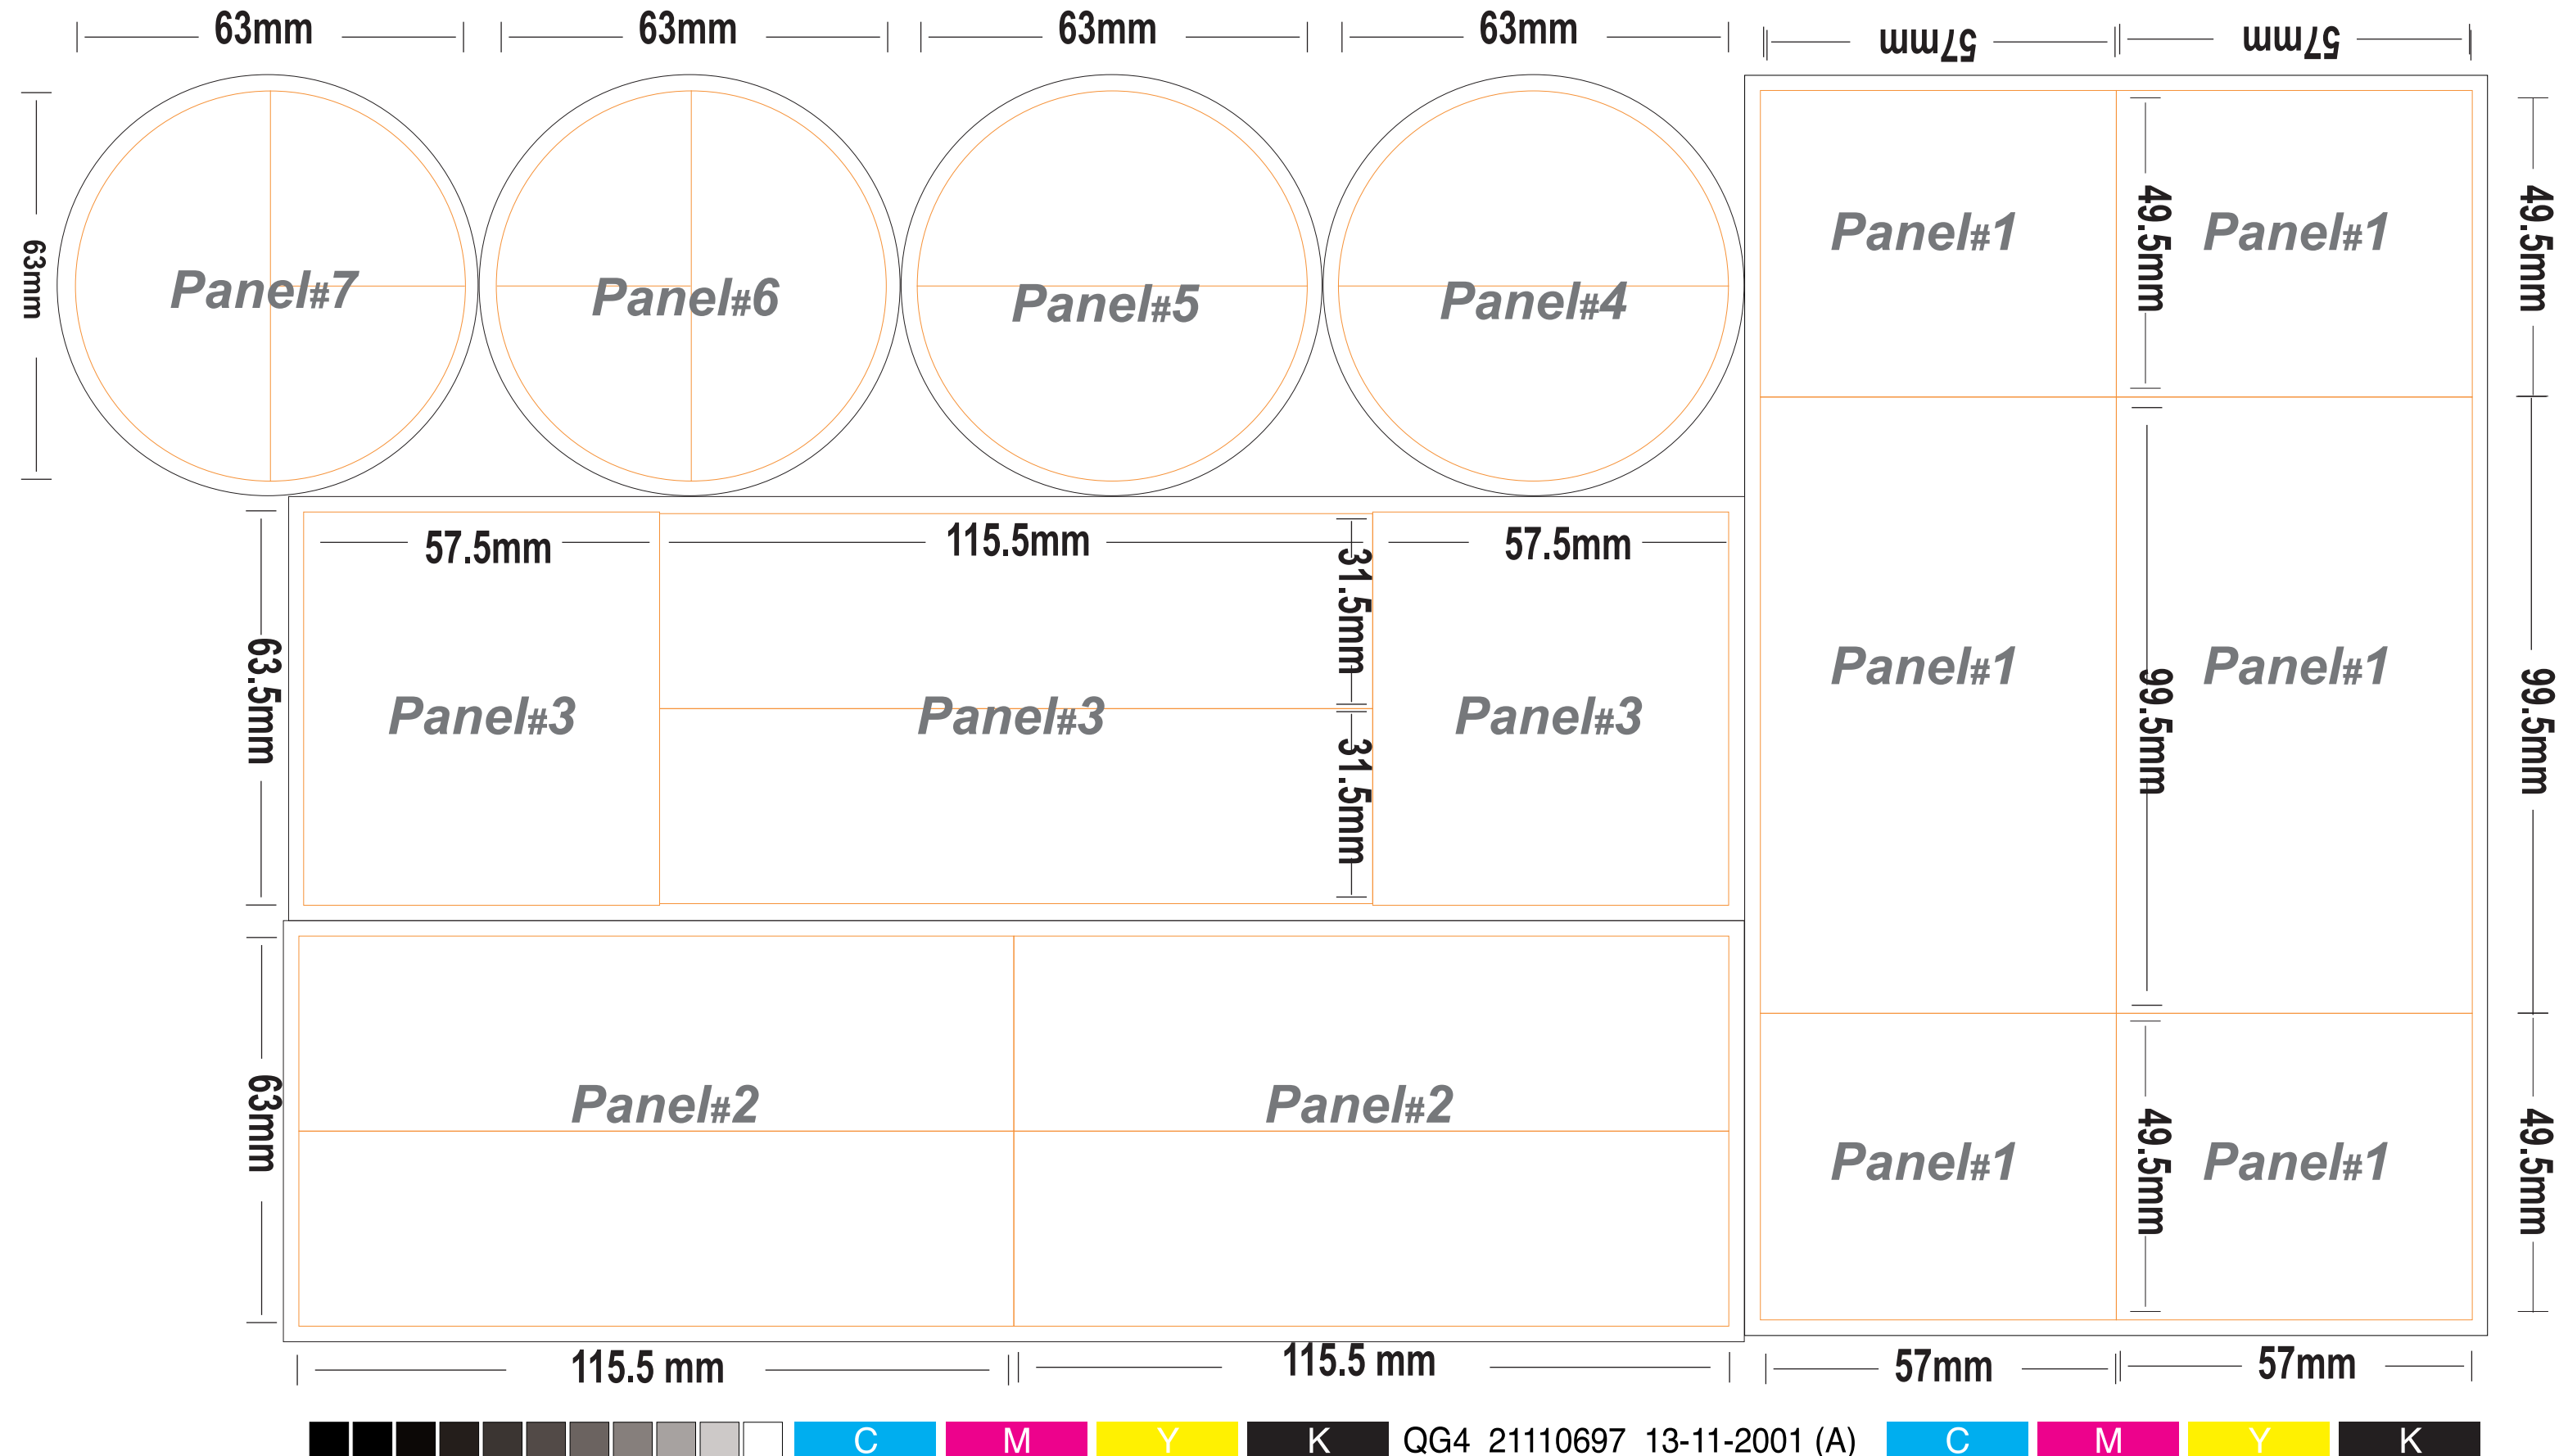 63mm 63mm 63mm 63mm 57mm 57mm
63mm
Panel#7 Panel#6 Panel#5 Panel#4
Panel#1 49.5mm Panel#1 49.5mm
57.5mm 115.5mm 57.5mm
31.5mm
63.5mm
Panel#3 Panel#3 Panel#3
31.5mm
Panel#1 99.5mm Panel#1 99.5mm
63mm
Panel#2 Panel#2
Panel#1 49.5mm Panel#1 49.5mm
115.5 mm 115.5 mm 57mm 57mm
C M Y K QG4 21110697 13-11-2001 (A) C M Y K